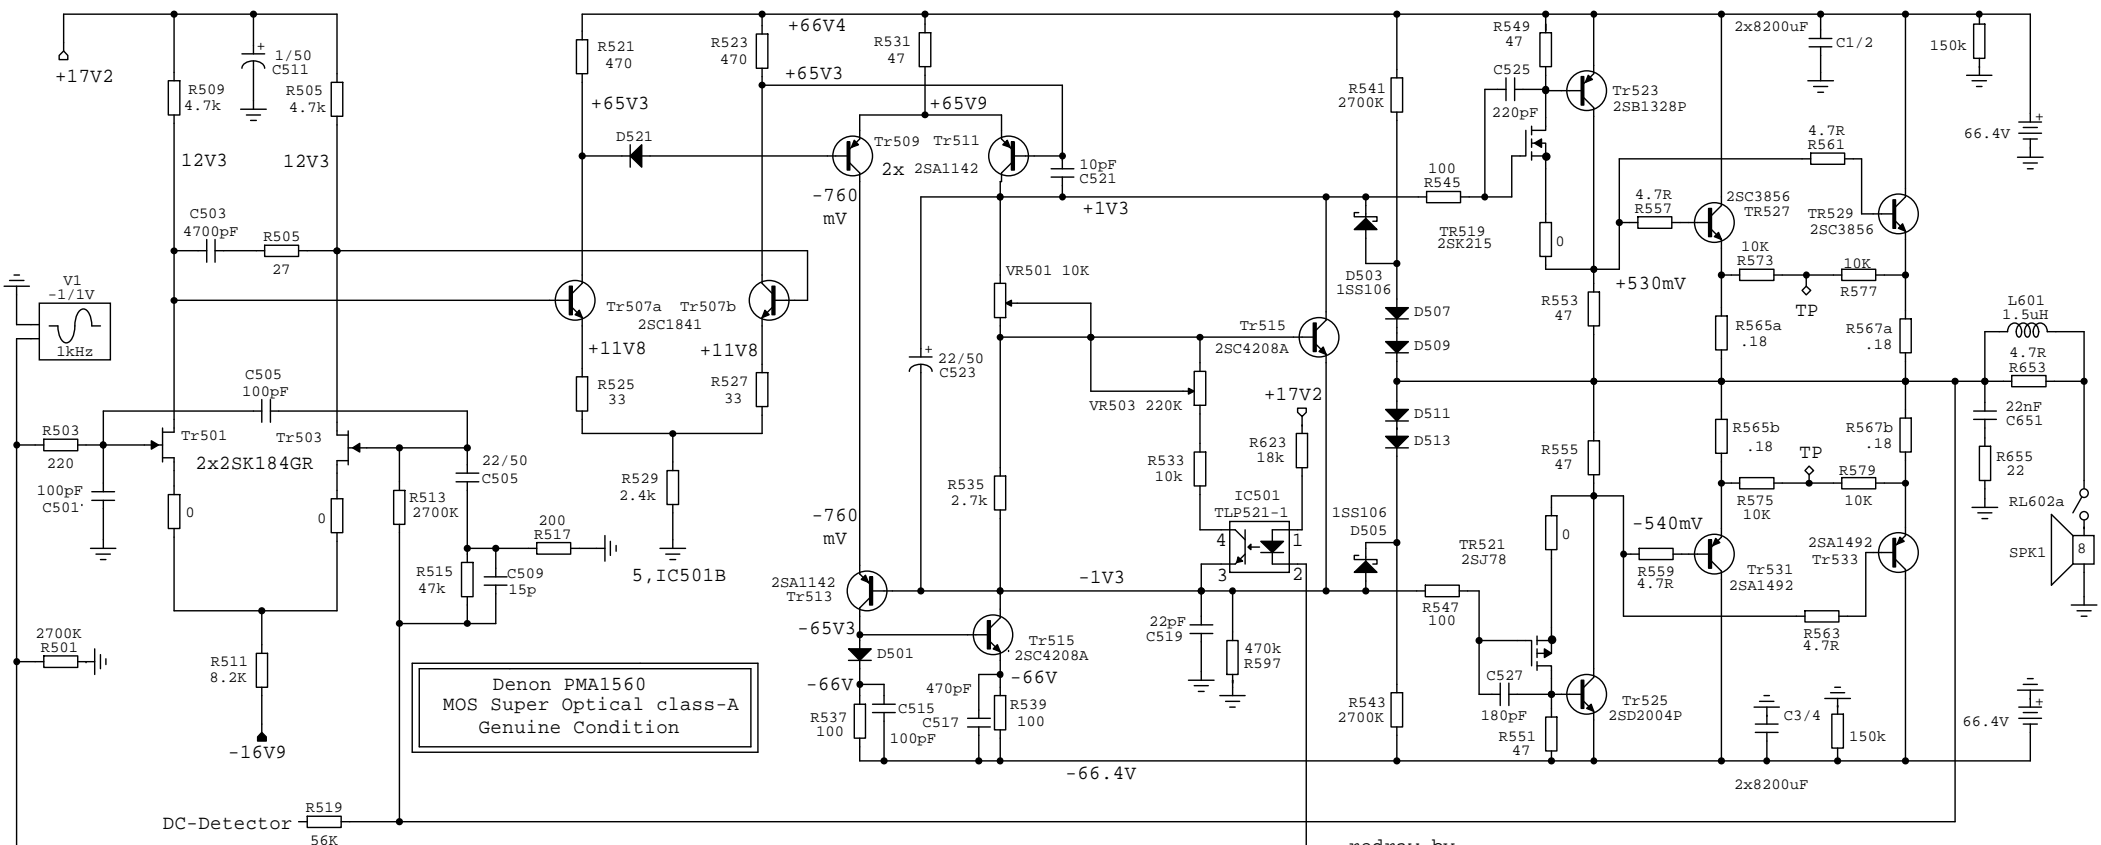 +17V2
R509
4.7k
1/50
C511
R505
4.7k
12V3
12V3
C503
4700pF
R505
27
V1
-1/1V
1kHz
C505
100pF
R503
220
Tr501
Tr503
2x2SK184GR
100pF
C501
0
0
R513
2700K
22/50
C505
200
R517
R515
47k
C509
15p
2700K
R501
R511
8.2K
-16V9
Denon PMA1560
MOS Super Optical class-A
Genuine Condition
DC-Detector
R519
56K
R521
470
R523
470
+66V4
R531
47
+65V3
+65V3
+65V9
D521
Tr509
Tr511
2x
2SA1142
10pF
C521
-760
mV
+1V3
Tr507a
Tr507b
2SC1841
+11V8
+11V8
R525
33
R527
33
R529
2.4k
5,IC501B
22/50
C523
VR501 10K
VR503 220K
Tr515
2SC4208A
+17V2
R623
18k
R533
10k
R535
2.7k
IC501
TLP521-1
4
1
3
2
-760
mV
2SA1142
Tr513
-1V3
-65V3
D501
Tr515
2SC4208A
-66V
-66V
R537
100
C515
100pF
470pF
C517
R539
100
22pF
C519
470k
R597
-66.4V
R541
2700K
100
R545
D503
1SS106
D507
D509
D511
D513
1SS106
D505
R543
2700K
R547
100
R549
47
C525
220pF
Tr523
2SB1328P
TR519
2SK215
0
R553
47
+530mV
R555
47
TR521
2SJ78
0
-540mV
C527
180pF
R551
47
Tr525
2SD2004P
2x8200uF
C1/2
150k
66.4V
4.7R
R561
4.7R
R557
2SC3856
TR527
TR529
2SC3856
10K
R573
10K
R577
TP
R565a
.18
R567a
.18
L601
1.5uH
4.7R
R653
R565b
.18
R567b
.18
22nF
C651
R655
22
TP
R575
10K
R579
10K
RL602a
SPK1
8
R559
4.7R
Tr531
2SA1492
2SA1492
Tr533
R563
4.7R
C3/4
150k
66.4V
2x8200uF